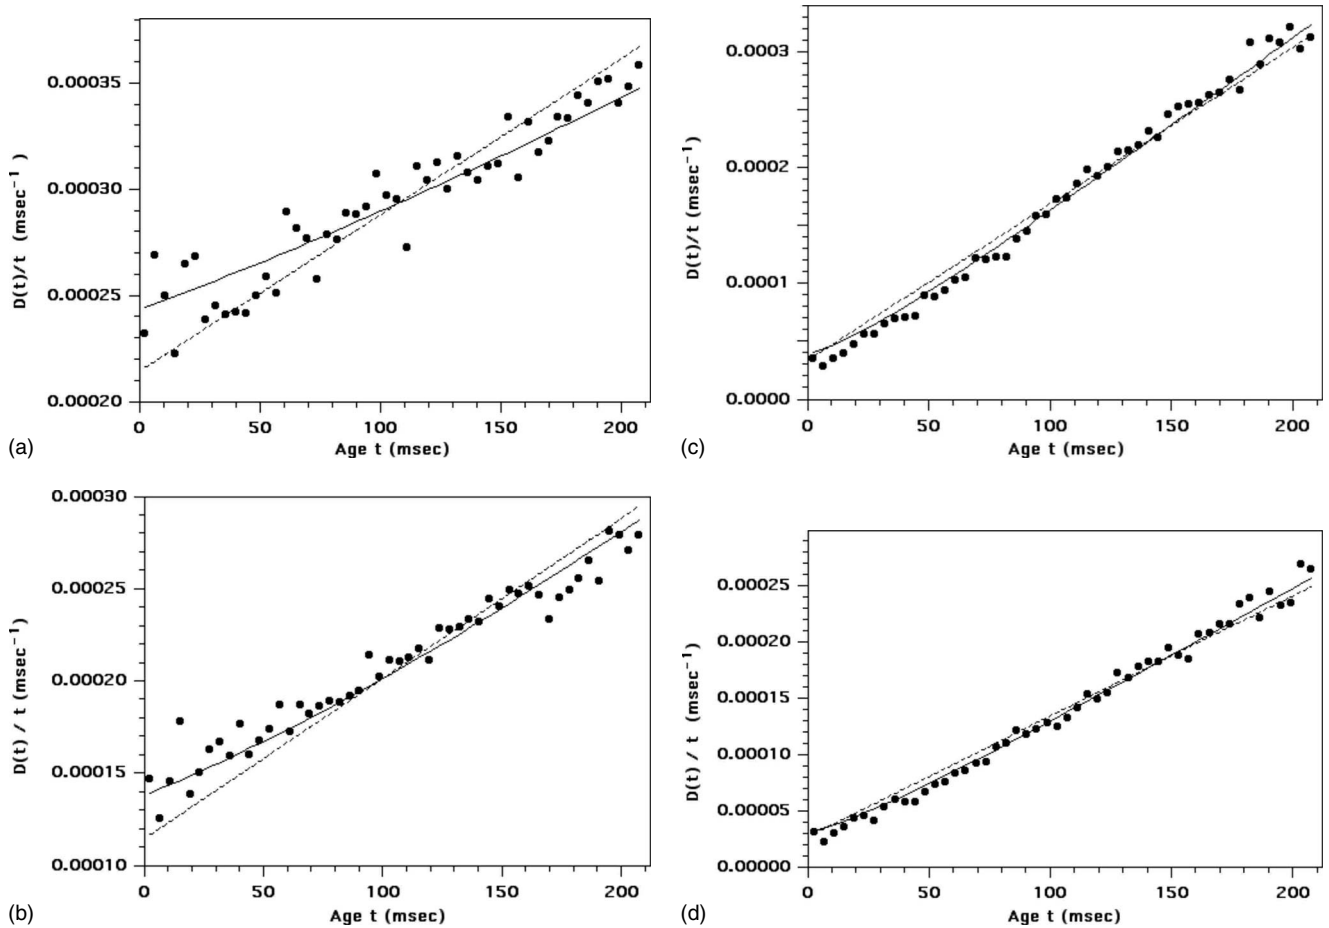 0.00035
0.00030
0.00025
0.00020
D(t)/t (msec⁻¹)
0 50 100 150 200
Age t (msec)
(a)
0.0003
0.0002
0.0001
0.0000
D(t)/t (msec⁻¹)
0 50 100 150 200
Age t (msec)
(c)
0.00030
0.00025
0.00020
0.00015
0.00010
D(t) / t (msec⁻¹)
0 50 100 150 200
Age t (msec)
(b)
0.00025
0.00020
0.00015
0.00010
0.00005
0.00000
D(t) / t (msec⁻¹)
0 50 100 150 200
Age t (msec)
(d)